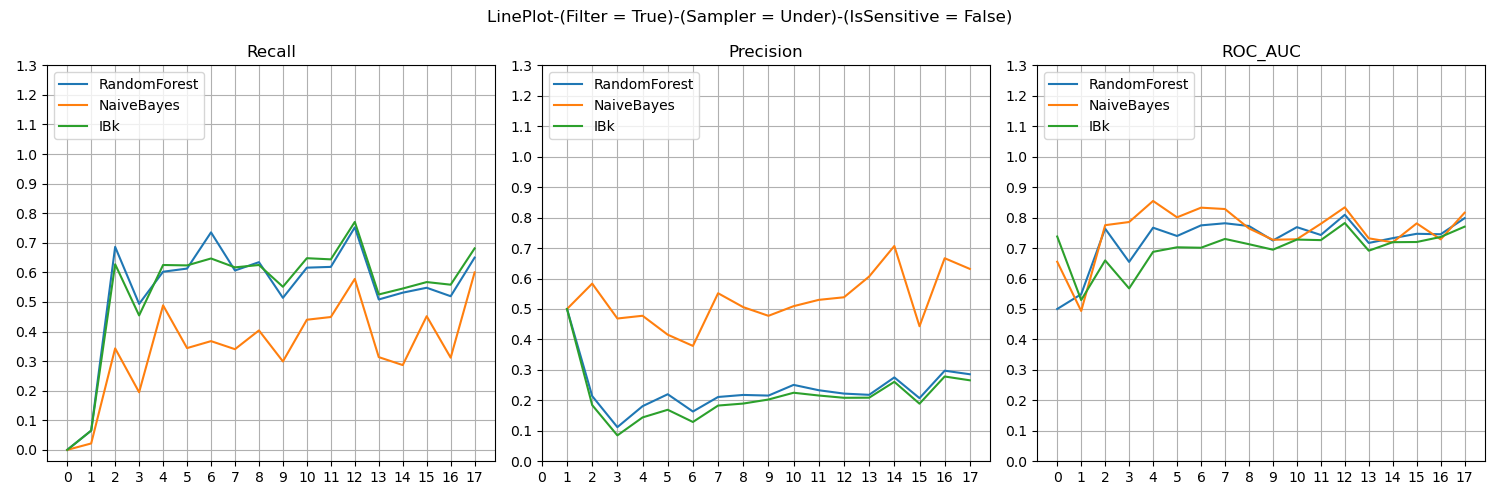 LinePlot-(Filter = True)-(Sampler = Under)-(IsSensitive = False)
Recall
1.3
1.2
1.1
1.0
0.9
0.8
0.7
0.6
0.5
0.4
0.3
0.2
0.1
0.0
RandomForest
NaiveBayes
IBk
0 1 2 3 4 5 6 7 8 9 10 11 12 13 14 15 16 17
Precision
1.3
1.2
1.1
1.0
0.9
0.8
0.7
0.6
0.5
0.4
0.3
0.2
0.1
0.0
RandomForest
NaiveBayes
IBk
0 1 2 3 4 5 6 7 8 9 10 11 12 13 14 15 16 17
ROC_AUC
1.3
1.2
1.1
1.0
0.9
0.8
0.7
0.6
0.5
0.4
0.3
0.2
0.1
0.0
RandomForest
NaiveBayes
IBk
0 1 2 3 4 5 6 7 8 9 10 11 12 13 14 15 16 17